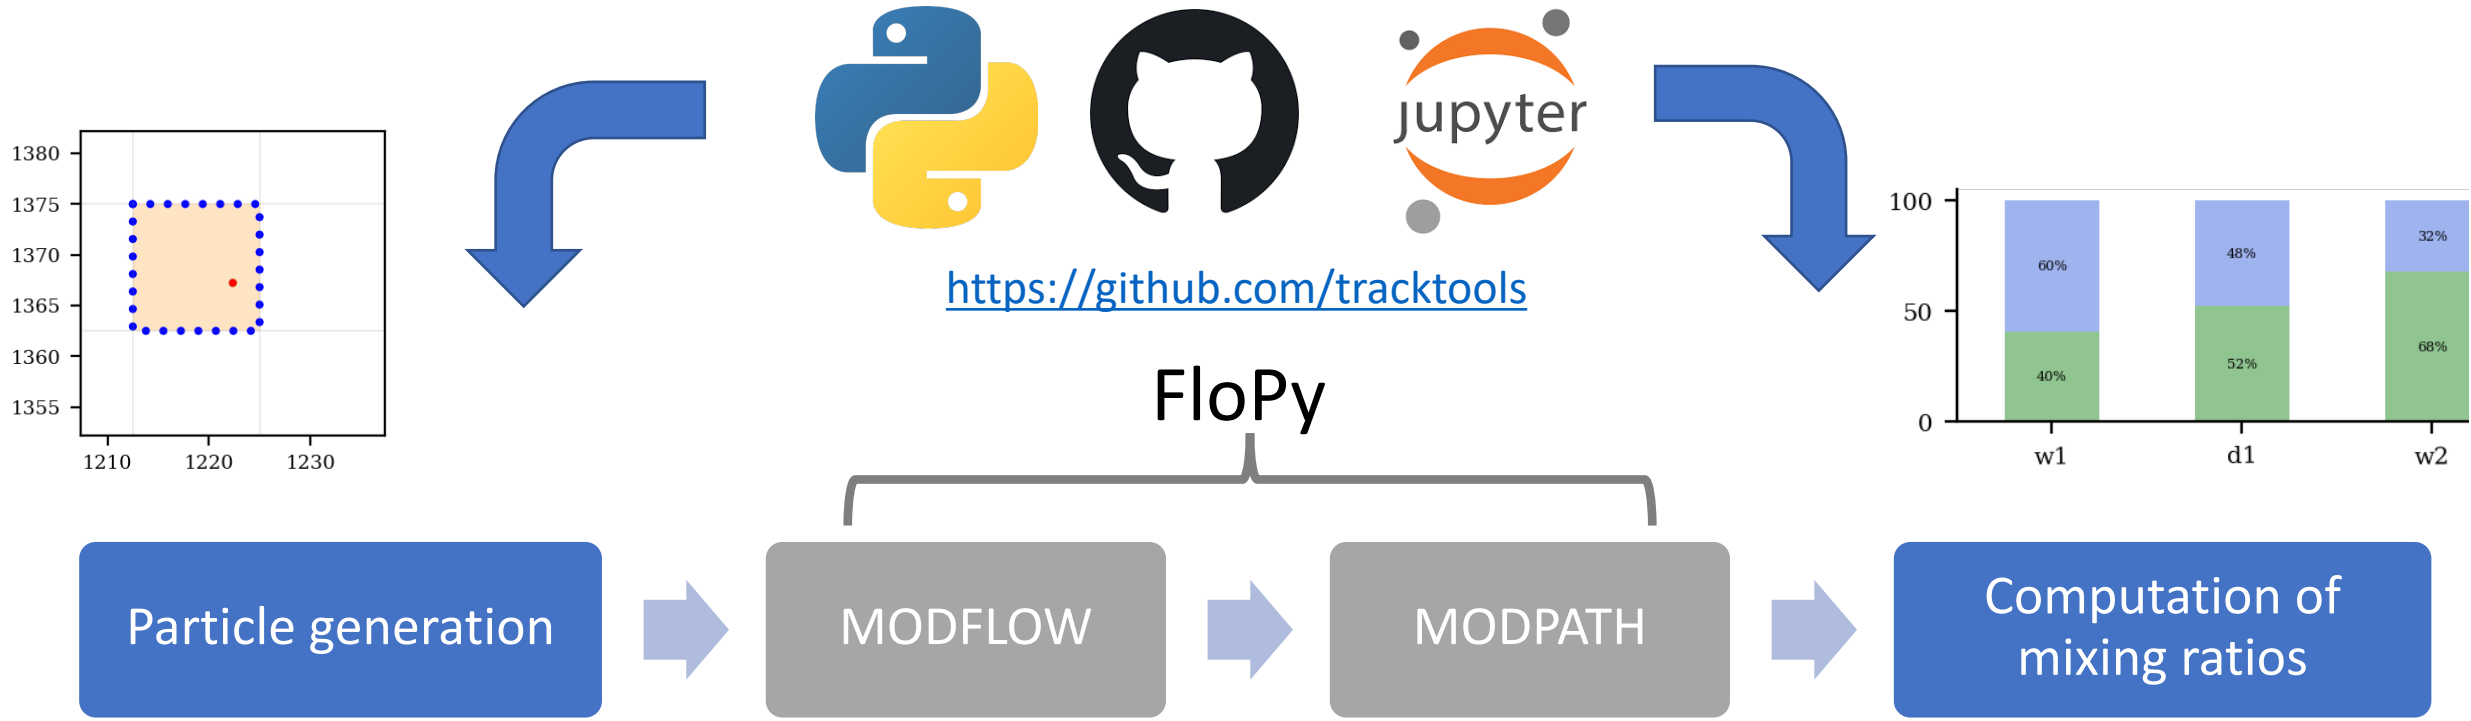 jupyter
https://github.com/tracktools
FloPy
1380
1375
1370
1365
1360
1355
1210 1220 1230
100
50
0
60%
40%
48%
52%
32%
68%
w1 d1 w2
Particle generation
MODFLOW
MODPATH
Computation of
mixing ratios